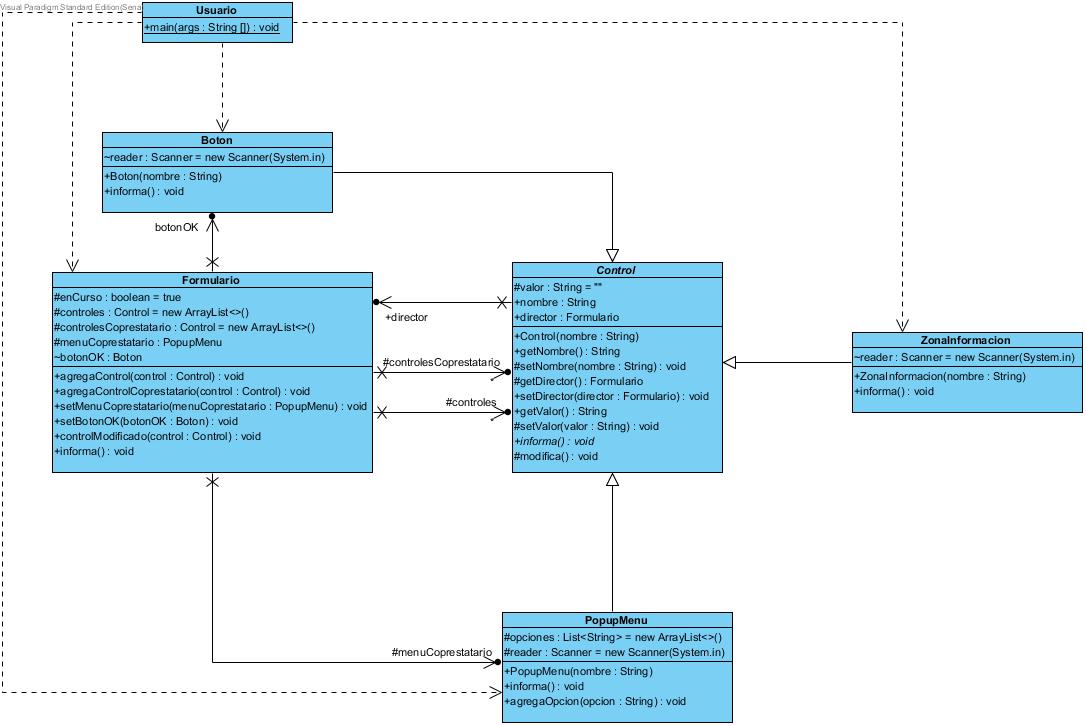 Visual Paradigm Standard Edition(Sena
Usuario
+main(args : String []) : void
Boton
~reader : Scanner = new Scanner(System.in)
+Boton(nombre : String)
+informa() : void
botonOK
Formulario
#enCurso : boolean = true
#controles : Control = new ArrayList<>()
#controlesCoprestatario : Control = new ArrayList<>()
#menuCoprestatario : PopupMenu
~botonOK : Boton
+agregaControl(control : Control) : void
+agregaControlCoprestatario(control : Control) : void
+setMenuCoprestatario(menuCoprestatario : PopupMenu) : void
+setBotonOK(botonOK : Boton) : void
+controlModificado(control : Control) : void
+informa() : void
+director
#controlesCoprestatario
#controles
Control
#valor : String = ""
+nombre : String
+director : Formulario
+Control(nombre : String)
+getNombre() : String
#setNombre(nombre : String) : void
#getDirector() : Formulario
+setDirector(director : Formulario) : void
+getValor() : String
#setValor(valor : String) : void
+informa() : void
#modifica() : void
ZonaInformacion
~reader : Scanner = new Scanner(System.in)
+ZonaInformacion(nombre : String)
+informa() : void
#menuCoprestatario
PopupMenu
#opciones : List<String> = new ArrayList<>()
#reader : Scanner = new Scanner(System.in)
+PopupMenu(nombre : String)
+informa() : void
+agregaOpcion(opcion : String) : void